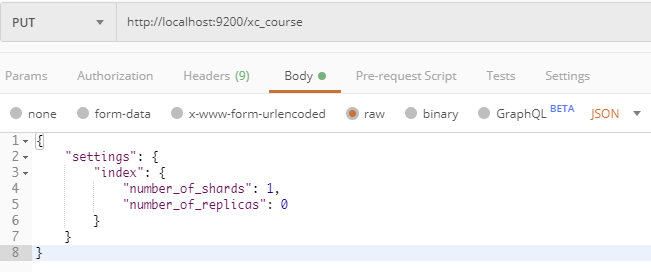 PUT http://localhost:9200/xc_course
Params Authorization Headers (9) Body Pre-request Script Tests Settings
none form-data x-www-form-urlencoded raw binary GraphQL BETA JSON
1 {
2 "settings": {
3 "index": {
4 "number_of_shards": 1,
5 "number_of_replicas": 0
6 }
7 }
8 }